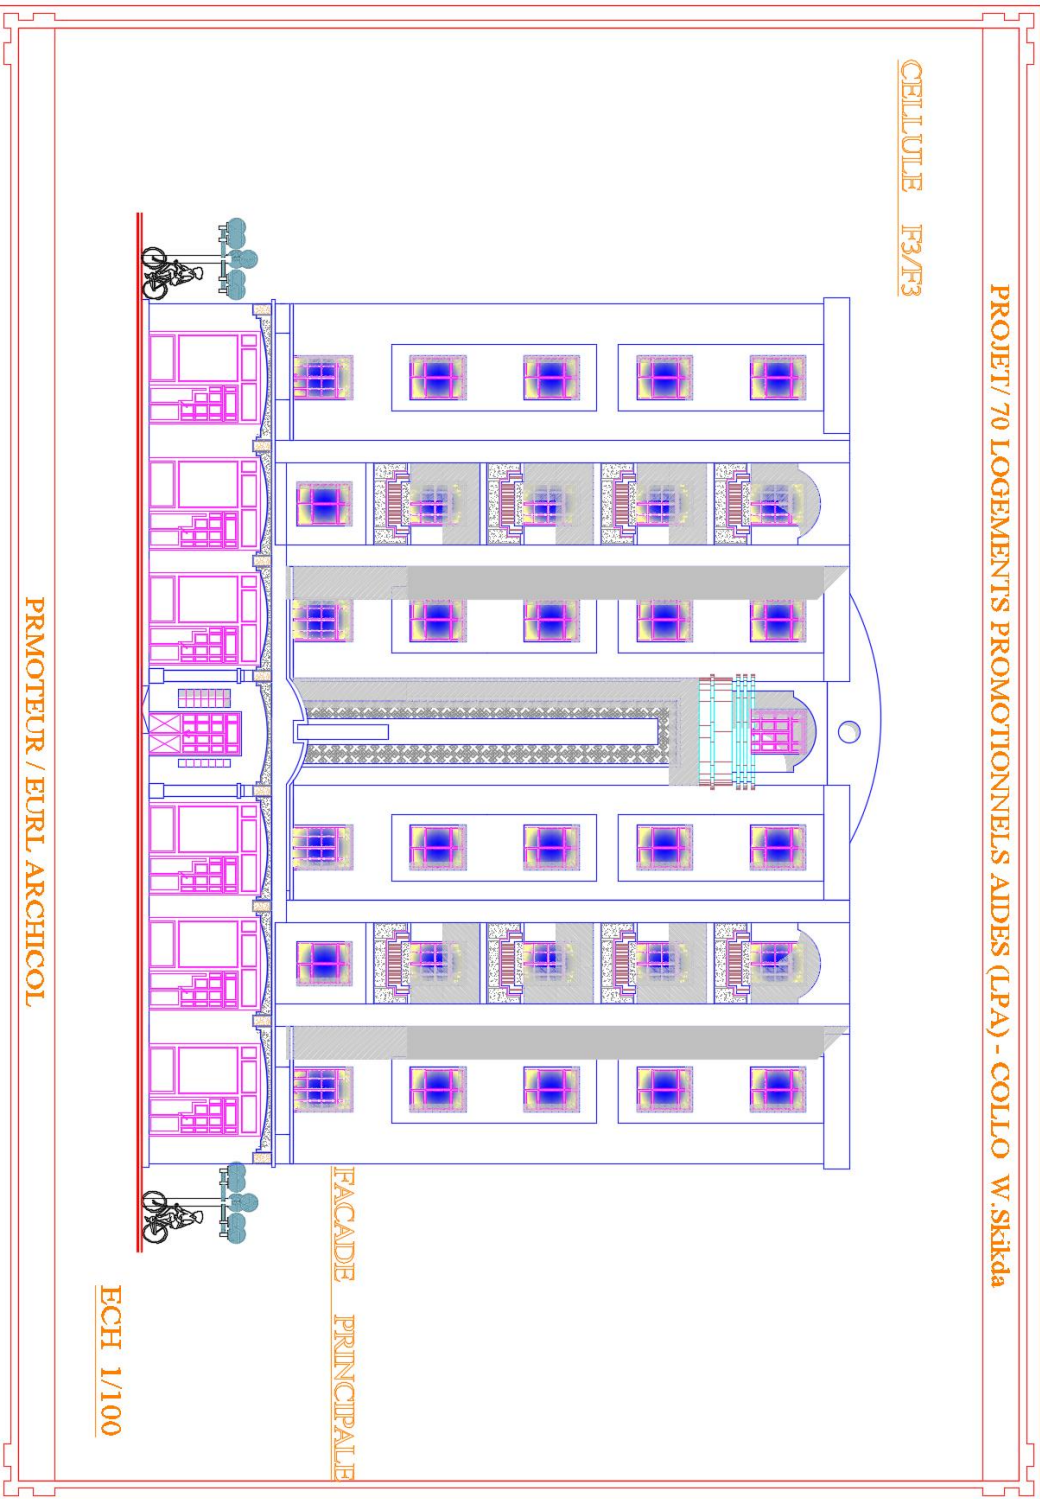 PROJET/ 70 LOGEMENTS PROMOTIONNELS AIDES (LPA) - COLLO W.Skikda
CELLULE F3/F3
FACADE PRINCIPALE
ECH 1/100
PRMOTEUR / EURL ARCHICOL